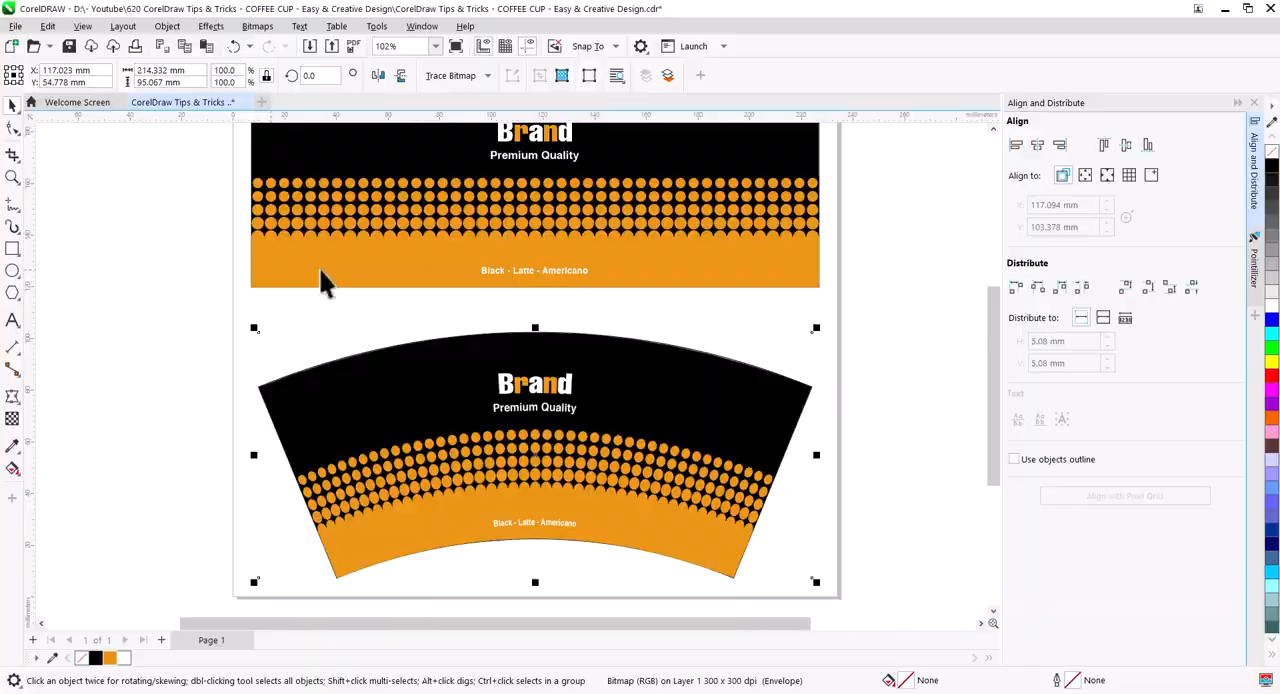 CorelDRAW - D:\- Youtube\620 CorelDraw Tips & Tricks - COFFEE CUP - Easy & Creative Design\CorelDraw Tips & Tricks - COFFEE CUP - Easy & Creative Design.cdr*
File Edit View Layout Object Effects Bitmaps Text Table Tools Window Help
PDF 102% Snap To Launch
X: 117.023 mm 214.332 mm 100.0 % 0.0 Trace Bitmap
Y: 54.778 mm 95.067 mm 100.0 %
Welcome Screen CorelDraw Tips & Tricks ..*
Align and Distribute
Align
Align to:
X: 117.094 mm
Y: 103.378 mm
Distribute
Distribute to:
H: 5.08 mm
V: 5.08 mm
Text
Use objects outline
Align with Pixel Grid
Align and Distribute
Pointillizer
millimeters
Brand
Premium Quality
Black - Latte - Americano
Brand
Premium Quality
Black - Latte - Americano
1 of 1 Page 1
Click an object twice for rotating/skewing; dbl-clicking tool selects all objects; Shift+click multi-selects; Alt+click digs; Ctrl+click selects in a group Bitmap (RGB) on Layer 1 300 x 300 dpi (Envelope) None None